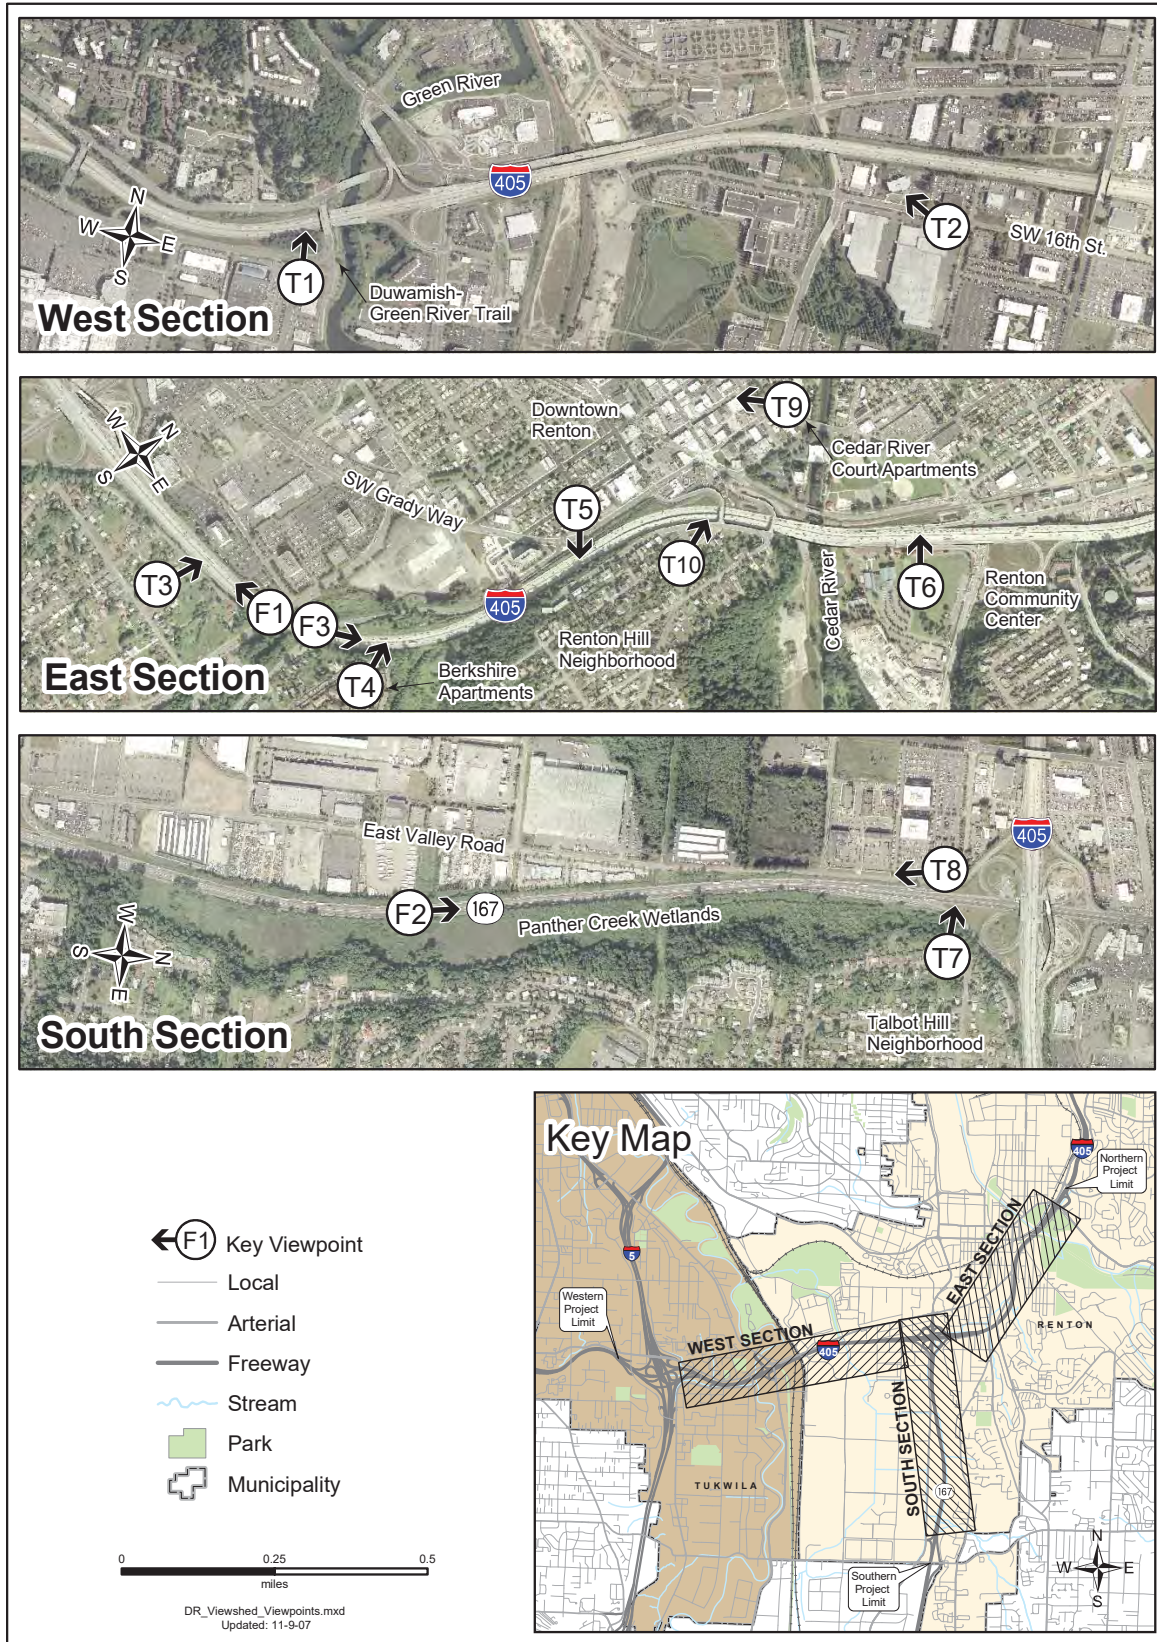 Green River
405
N
W
E
S
T1
T2
SW 16th St.
Duwamish-
Green River Trail
West Section
W
N
S
E
Downtown
Renton
T9
Cedar River
Court Apartments
SW Grady Way
T5
T10
T3
F1
F3
405
T6
Renton
Community
Center
Cedar River
Renton Hill
Neighborhood
T4
Berkshire
Apartments
East Section
East Valley Road
405
T8
F2
167
Panther Creek Wetlands
T7
W
S
N
E
Talbot Hill
Neighborhood
South Section
Key Map
405
Northern
Project
Limit
5
EAST SECTION
Western
Project
Limit
RENTON
WEST SECTION
405
SOUTH SECTION
TUKWILA
167
Southern
Project
Limit
N
W
E
S
F1 Key Viewpoint
Local
Arterial
Freeway
Stream
Park
Municipality
0 0.25 0.5
miles
DR_Viewshed_Viewpoints.mxd
Updated: 11-9-07